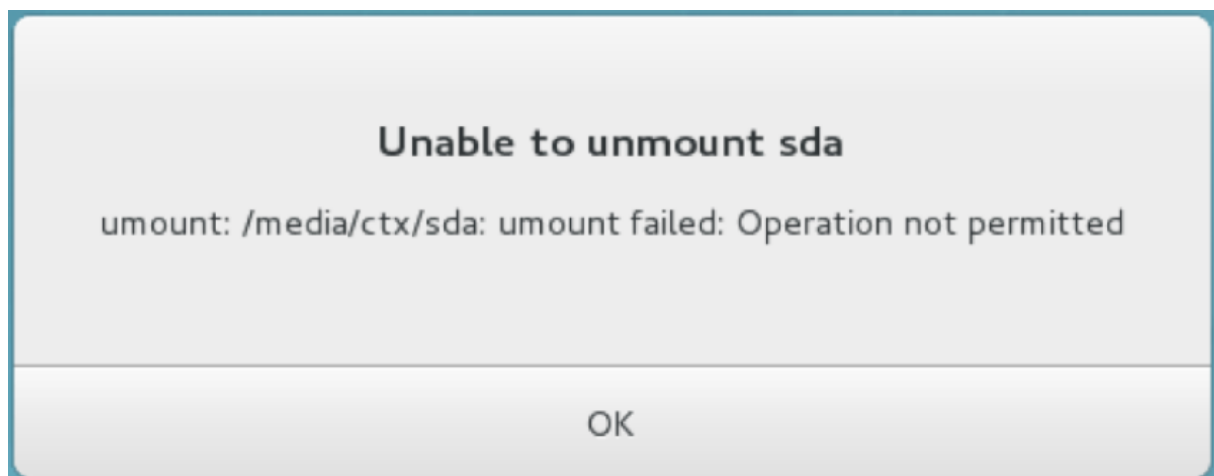 Unable to unmount sda
umount: /media/ctx/sda: umount failed: Operation not permitted
OK